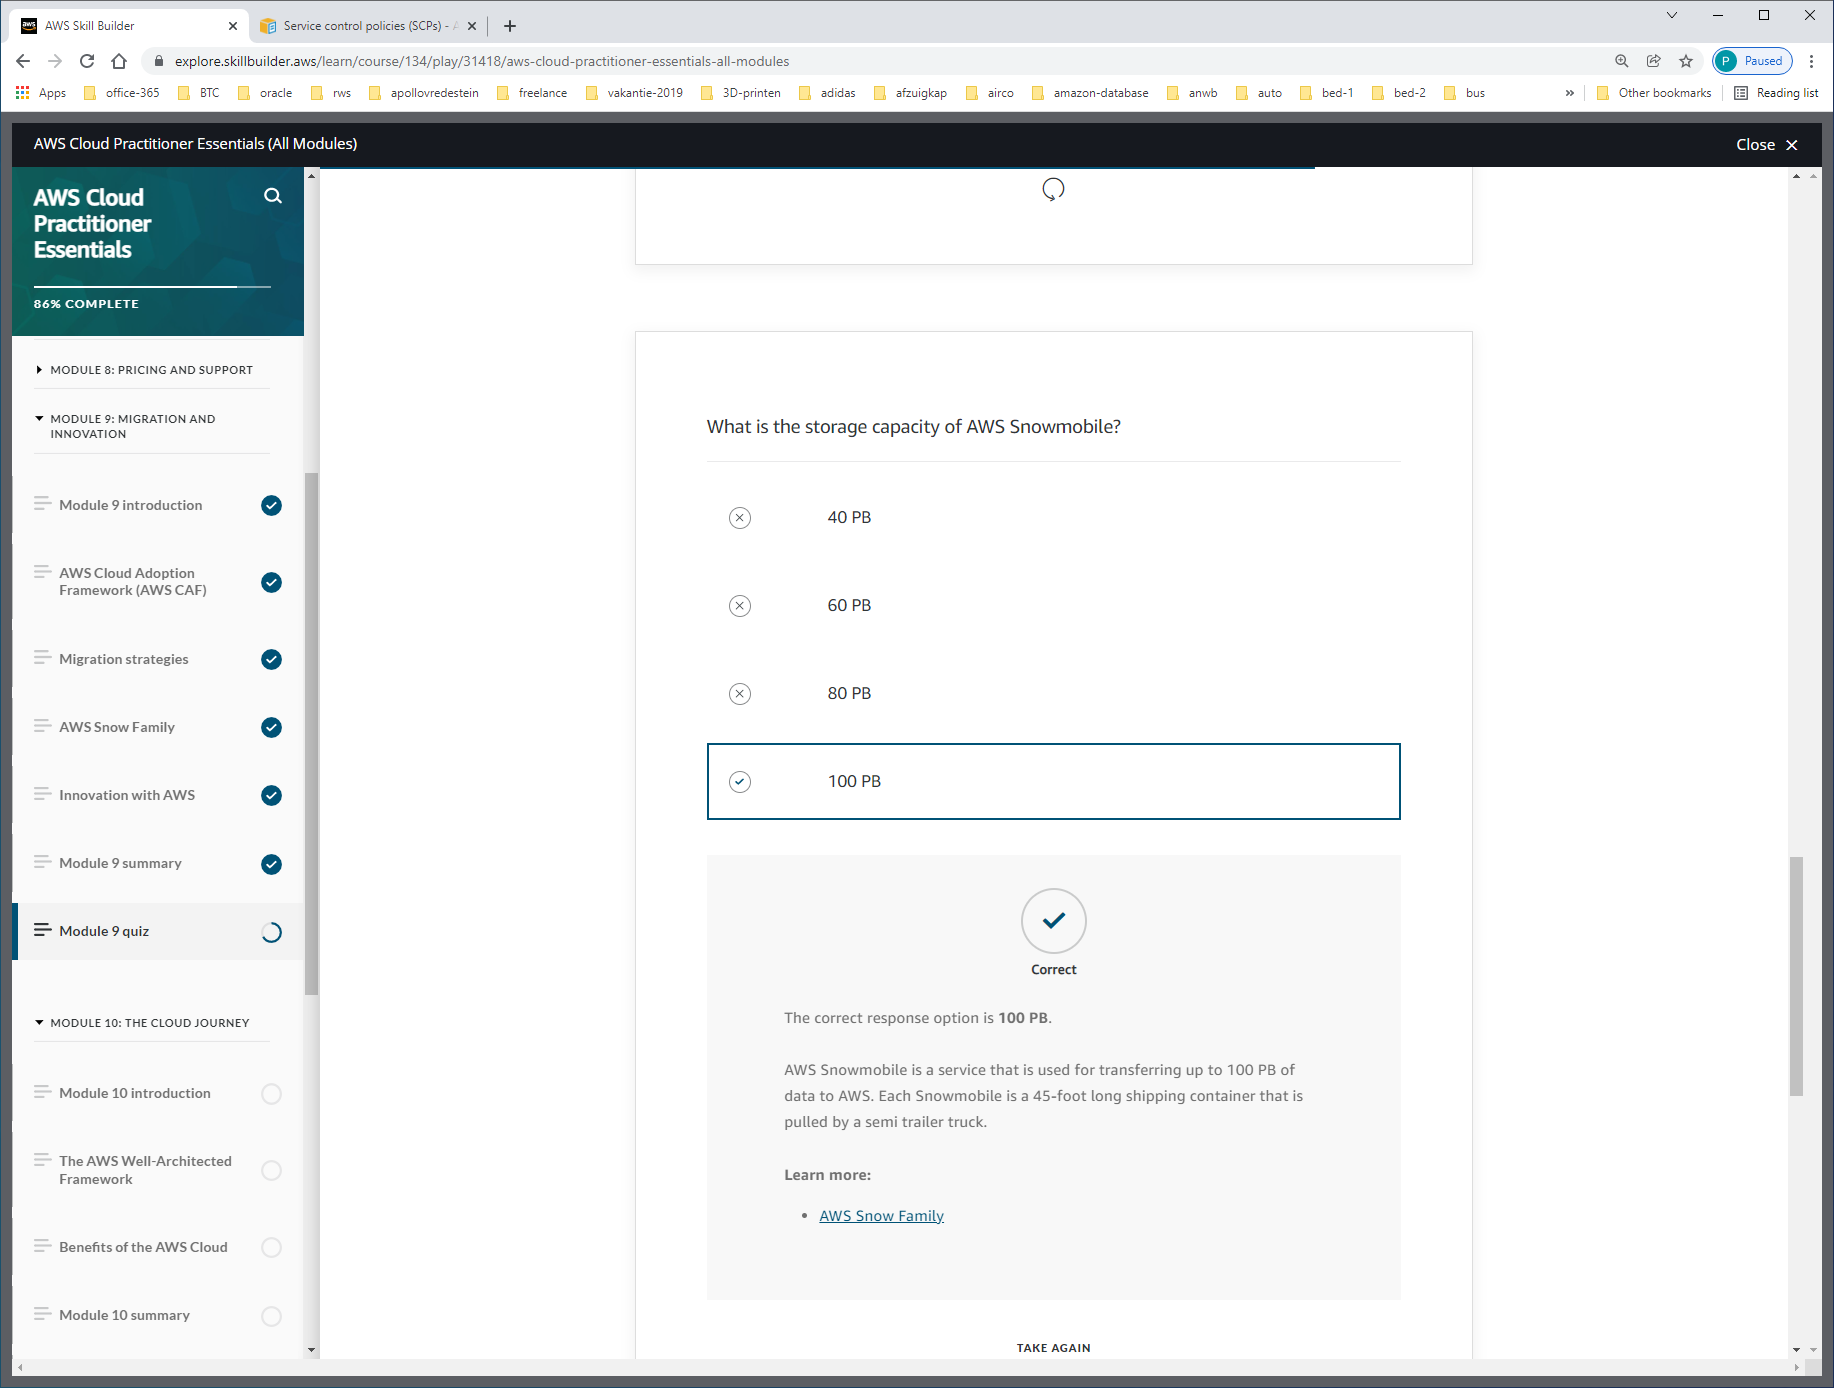 AWS Skill Builder
Service control policies (SCPs) - A
explore.skillbuilder.aws/learn/course/134/play/31418/aws-cloud-practitioner-essentials-all-modules
P Paused
Apps office-365 BTC oracle rws apollovredestein freelance vakantie-2019 3D-printen adidas afzuigkap airco amazon-database anwb auto bed-1 bed-2 bus » Other bookmarks Reading list
AWS Cloud Practitioner Essentials (All Modules)
Close
AWS Cloud
Practitioner
Essentials
86% COMPLETE
MODULE 8: PRICING AND SUPPORT
MODULE 9: MIGRATION AND
INNOVATION
Module 9 introduction
AWS Cloud Adoption
Framework (AWS CAF)
Migration strategies
AWS Snow Family
Innovation with AWS
Module 9 summary
Module 9 quiz
MODULE 10: THE CLOUD JOURNEY
Module 10 introduction
The AWS Well-Architected
Framework
Benefits of the AWS Cloud
Module 10 summary
What is the storage capacity of AWS Snowmobile?
40 PB
60 PB
80 PB
100 PB
Correct
The correct response option is 100 PB.
AWS Snowmobile is a service that is used for transferring up to 100 PB of
data to AWS. Each Snowmobile is a 45-foot long shipping container that is
pulled by a semi trailer truck.
Learn more:
• AWS Snow Family
TAKE AGAIN